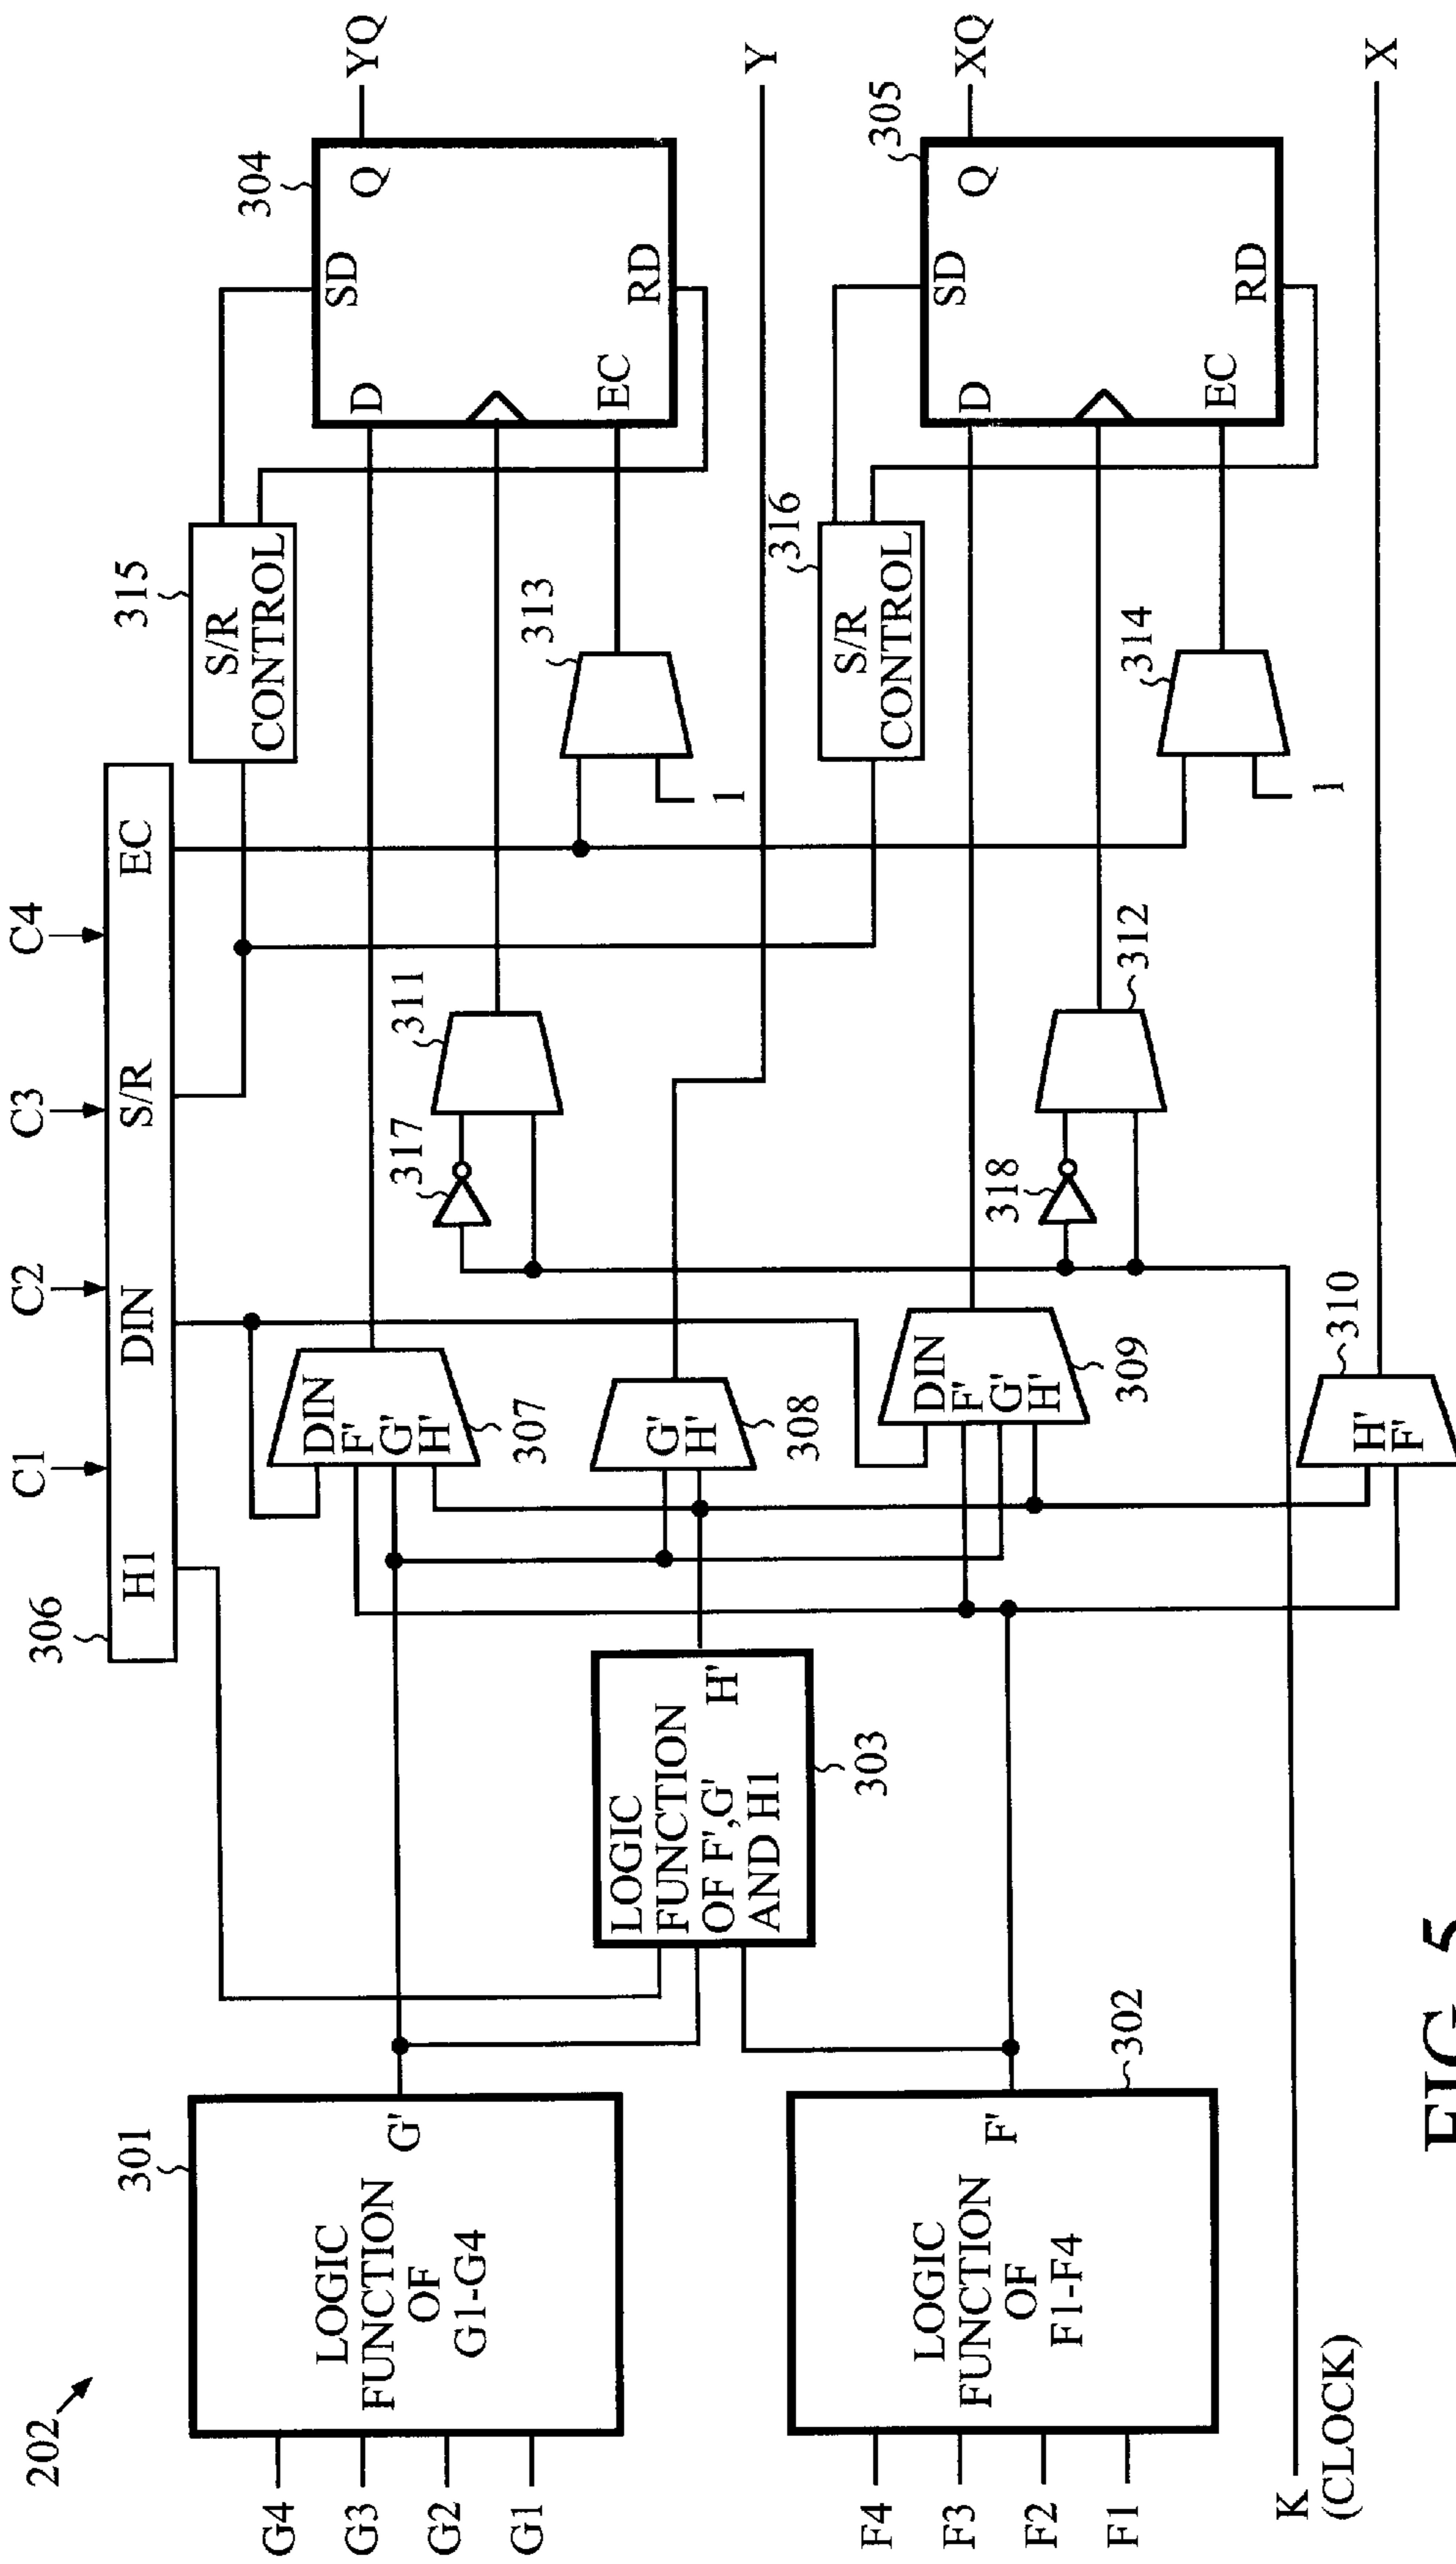 202
C1
C2
C3
C4
306
H1
DIN
S/R
EC
315
S/R
CONTROL
304
SD
D
Q
YQ
EC
RD
313
1
Y
301
LOGIC
FUNCTION
OF
G1-G4
G'
G4
G3
G2
G1
DIN
F'
G'
H'
307
317
311
G'
H'
308
LOGIC
FUNCTION
OF F',G'
AND H1
H'
303
316
S/R
CONTROL
305
SD
D
Q
XQ
EC
RD
314
1
X
302
LOGIC
FUNCTION
OF
F1-F4
F'
F4
F3
F2
F1
DIN
F'
G'
H'
309
318
312
H'
F'
310
K
(CLOCK)
FIG. 5